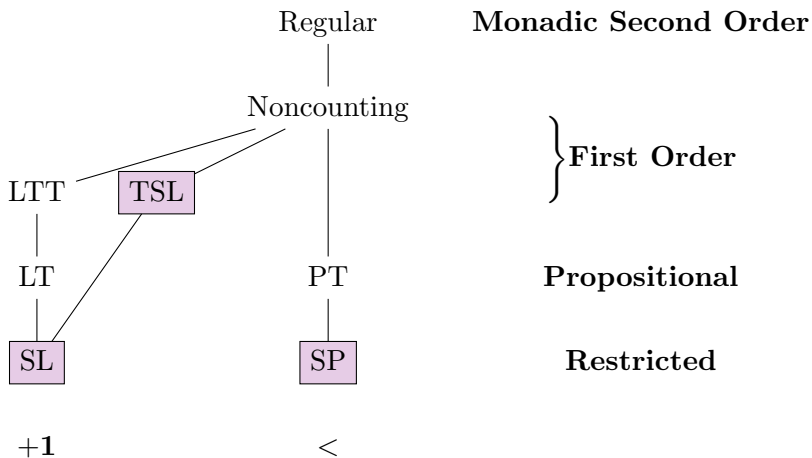 Regular Monadic Second Order
Noncounting
First Order
LTT TSL
LT PT Propositional
SL SP Restricted
+1 <